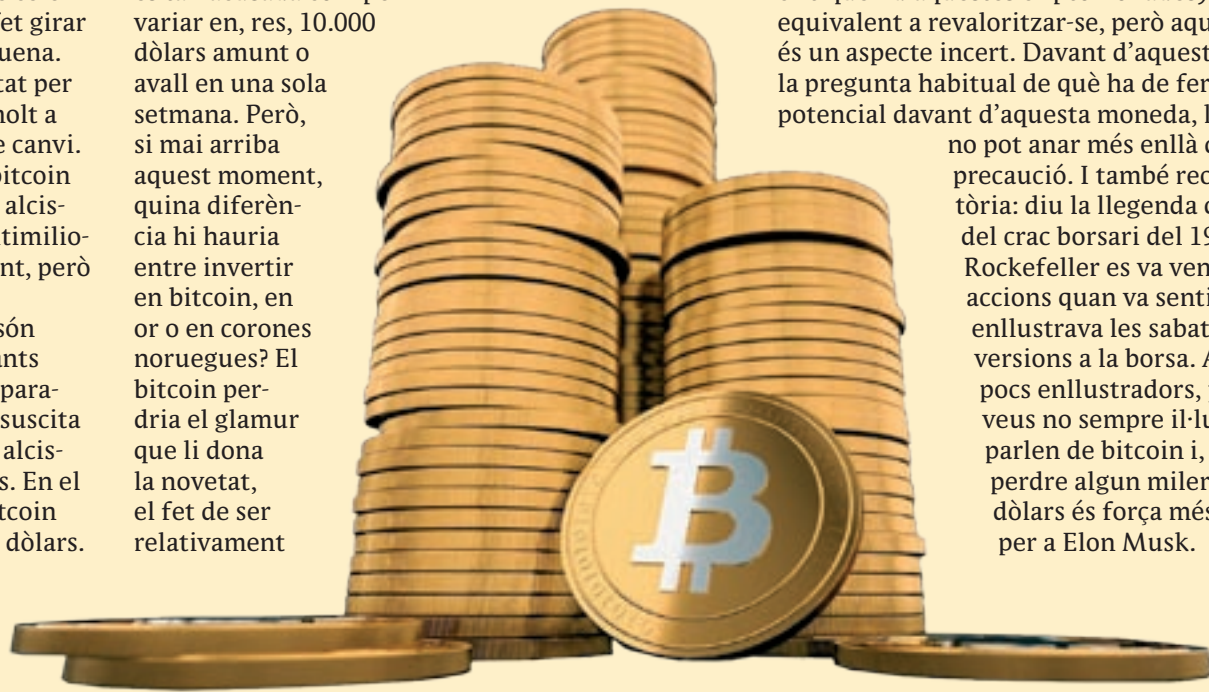 fet girar
uena.
tat per
molt a
e canvi.
bitcoin
alcis-
timilio-
nt, però
són
nts
para-
suscita
alcis-
s. En el
tcoin
dòlars.
variar en, res, 10.000
dòlars amunt o
avall en una sola
setmana. Però,
si mai arriba
aquest moment,
quina diferèn-
cia hi hauria
entre invertir
en bitcoin, en
or o en corones
noruegues? El
bitcoin per-
dria el glamur
que li dona
la novetat,
el fet de ser
relativament
equivalent a revaloritzar-se, però aqu
és un aspecte incert. Davant d'aquest
la pregunta habitual de què ha de fer
potencial davant d'aquesta moneda, l
no pot anar més enllà
precaució. I també rec
tòria: diu la llegenda
del crac borsari del 19
Rockefeller es va ven
accions quan va senti
enllustrava les sabat
versions a la borsa. A
pocs enllustradors,
veus no sempre il·lu
parlen de bitcoin i,
perdre algun miler
dòlars és força més
per a Elon Musk.